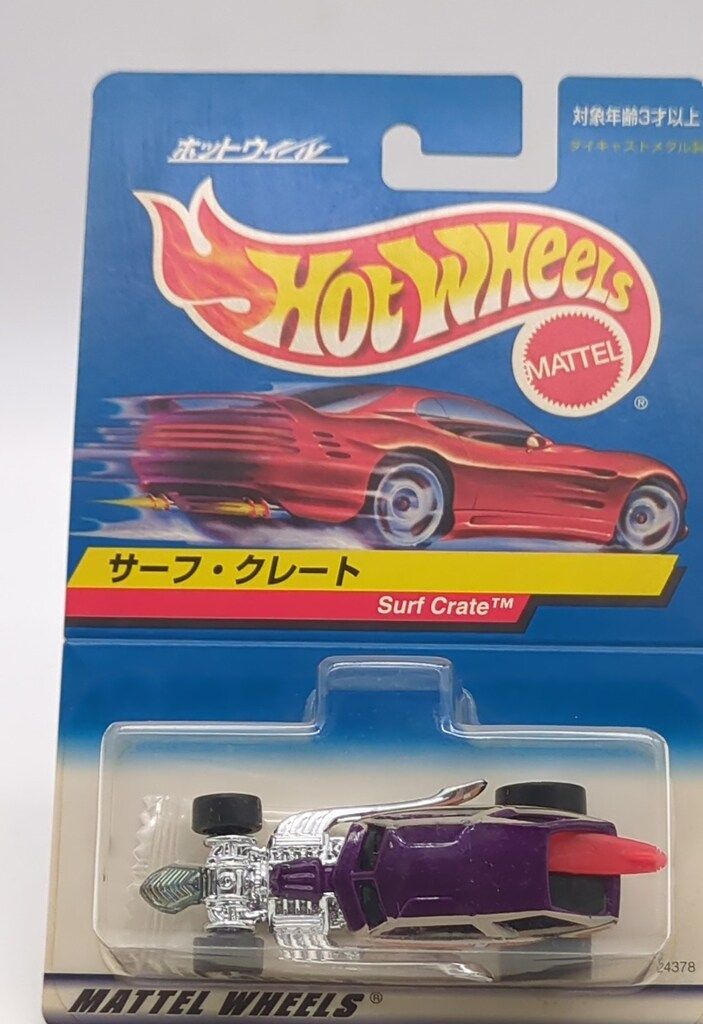 ホットウィール
対象年齢3才以上
ダイキャストメタル製
HOT WHEELS
MATTEL
®
サーフ・クレート
Surf Crate™
24378
MATTEL WHEELS®